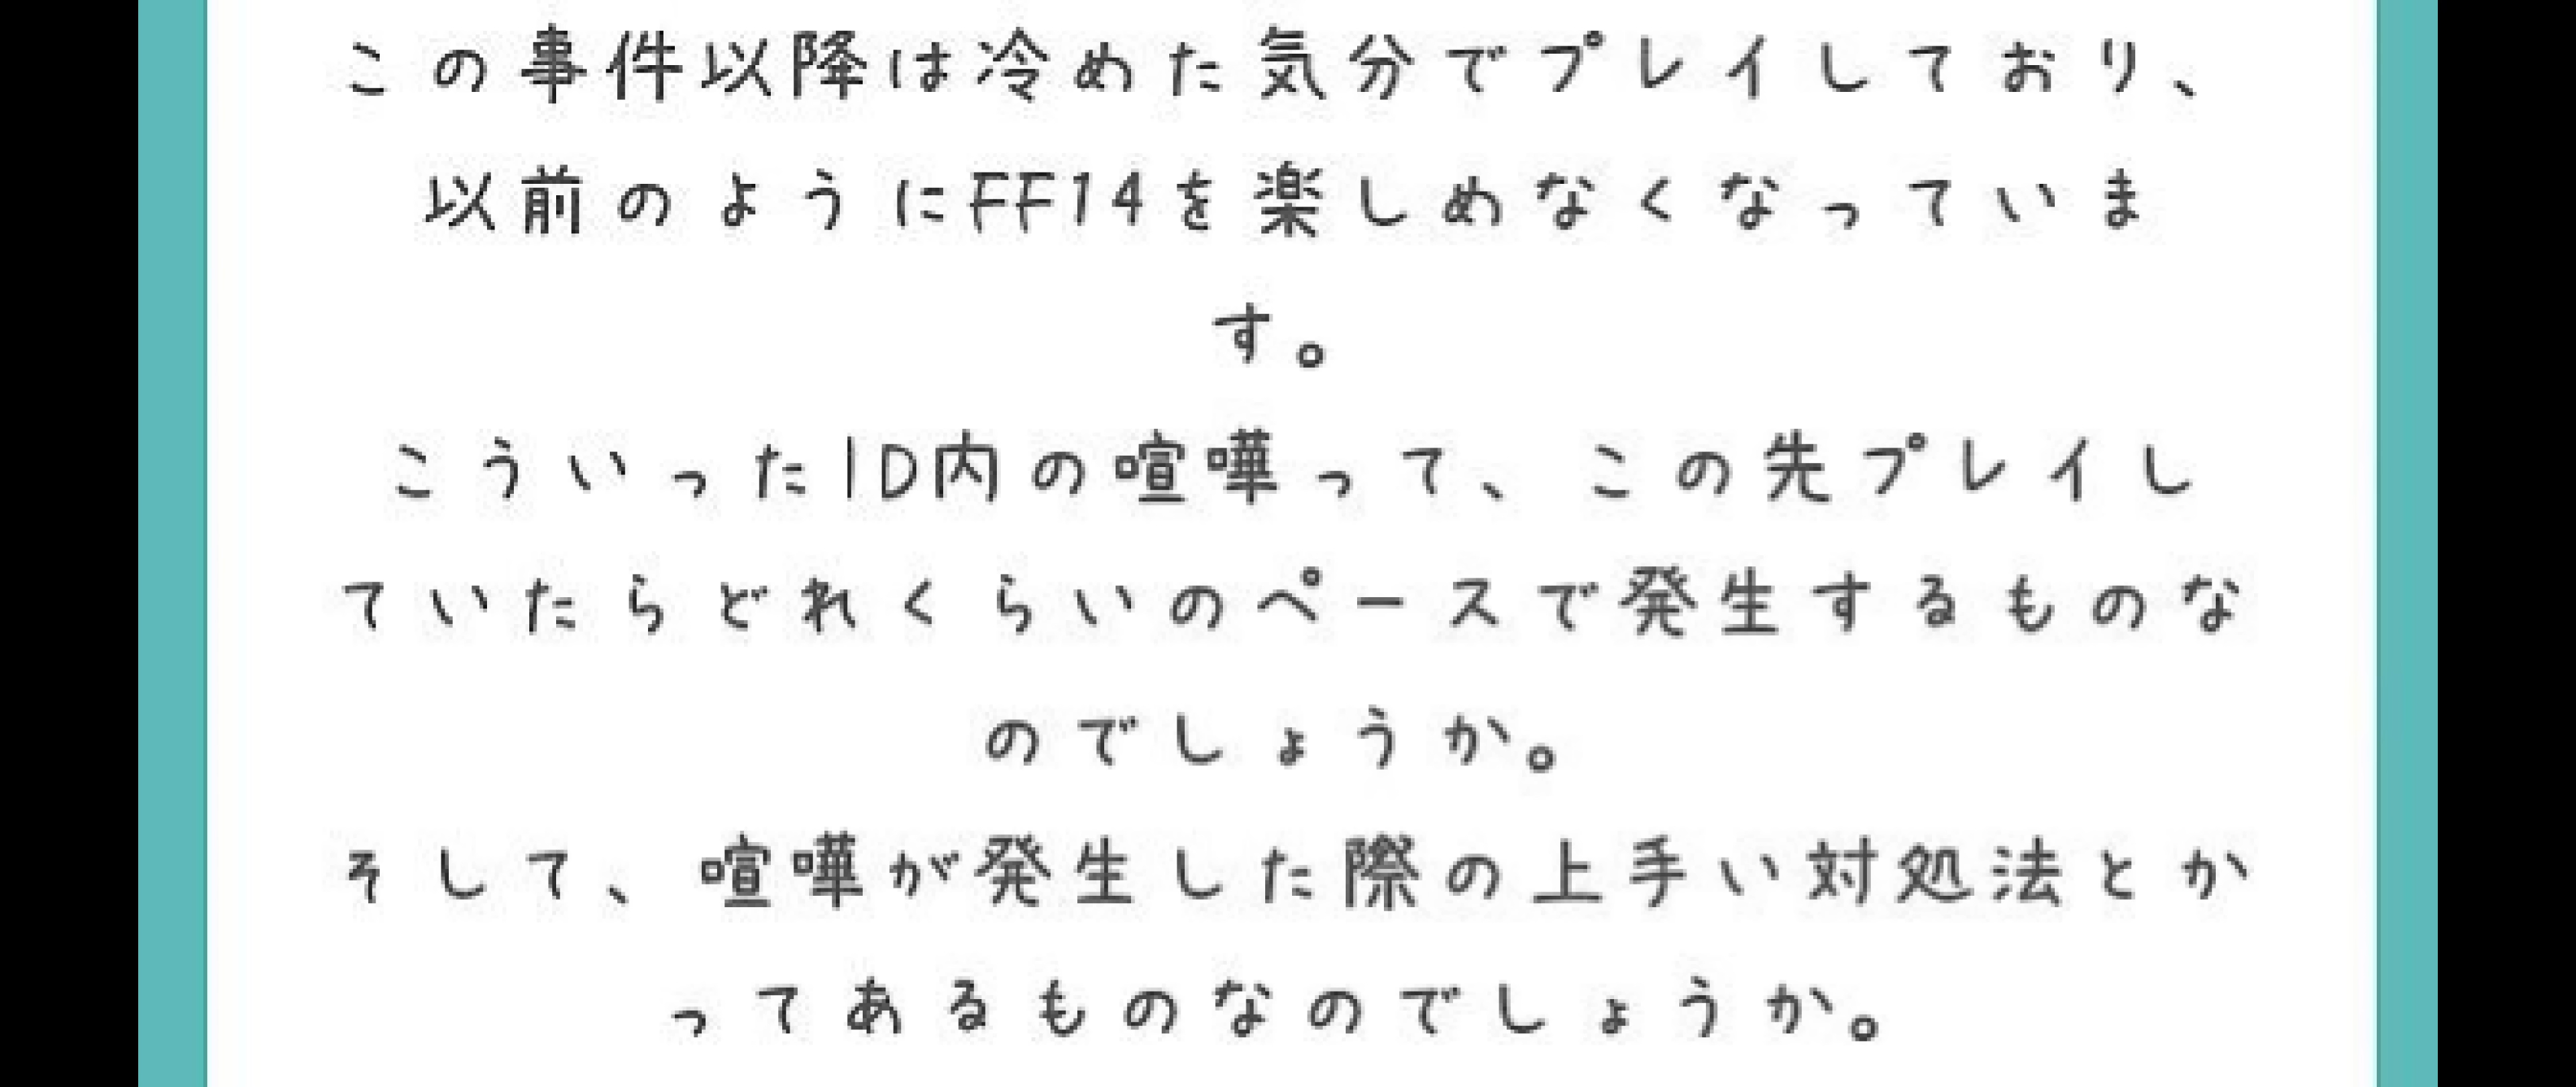 この事件以降は冷めた気分でプレイしており、
以前のようにFF14を楽しめなくなっていま
す。
こういったID内の喧嘩って、この先プレイし
ていたらどれくらいのペースで発生するものな
のでしょうか。
そして、喧嘩が発生した際の上手い対処法とか
ってあるものなのでしょうか。